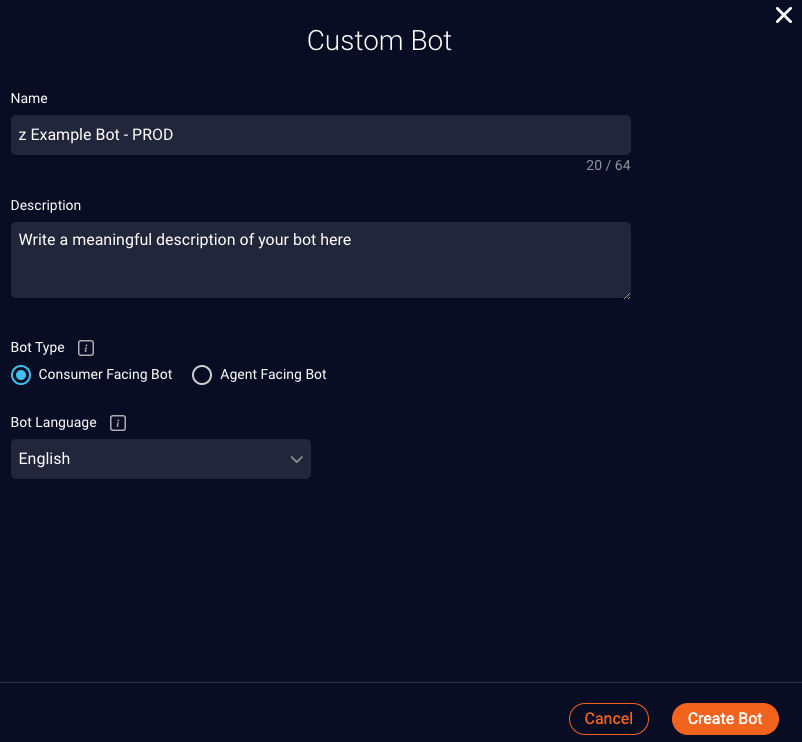 Custom Bot
Name
z Example Bot - PROD
20 / 64
Description
Write a meaningful description of your bot here
Bot Type i
Consumer Facing Bot Agent Facing Bot
Bot Language i
English
Cancel Create Bot